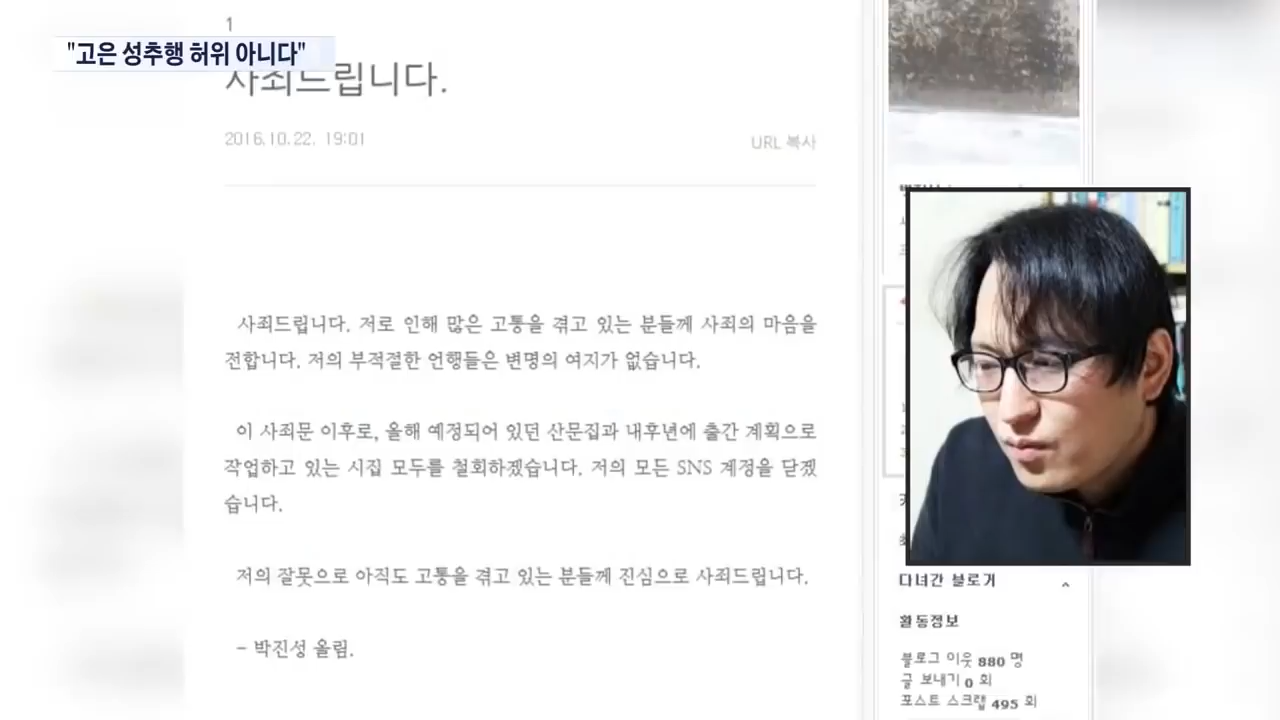 1
"고은 성추행 허위 아니다"
사죄드립니다.
2016.10.22. 19:01
URL 복사
사죄드립니다. 저로 인해 많은 고통을 겪고 있는 분들께 사죄의 마음을
전합니다. 저의 부적절한 언행들은 변명의 여지가 없습니다.
이 사죄문 이후로, 올해 예정되어 있던 산문집과 내후년에 출간 계획으로
작업하고 있는 시집 모두를 철회하겠습니다. 저의 모든 SNS 계정을 닫겠
습니다.
저의 잘못으로 아직도 고통을 겪고 있는 분들께 진심으로 사죄드립니다.
- 박진성 올림.
다녀간 블로거
활동정보
블로그 이웃 880 명
글 보내기 0 회
포스트 스크랩 495 회